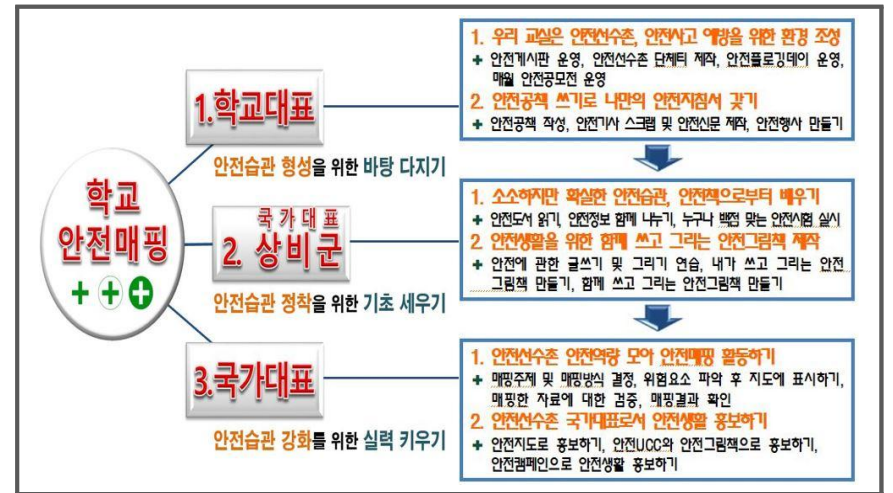 학교
안전매핑
1.학교대표
안전습관 형성을 위한 바탕 다지기
1. 우리 교실은 안전선수촌, 안전사고 예방을 위한 환경 조성
+ 안전게시판 운영, 안전선수촌 단체티 제작, 안전플로깅데이 운영,
매월 안전공모전 운영
2. 안전공책 쓰기로 나만의 안전지침서 갖기
+ 안전공책 작성, 안전기사 스크랩 및 안전신문 제작, 안전행사 만들기
국가대표
2. 상비군
안전습관 정착을 위한 기초 세우기
1. 소소하지만 확실한 안전습관, 안전책으로부터 배우기
+ 안전도서 읽기, 안전정보 함께 나누기, 누구나 백점 맞는 안전시험 실시
2. 안전생활을 위한 함께 쓰고 그리는 안전그림책 제작
+ 안전에 관한 글쓰기 및 그리기 연습, 내가 쓰고 그리는 안전
그림책 만들기, 함께 쓰고 그리는 안전그림책 만들기
3.국가대표
안전습관 강화를 위한 실력 키우기
1. 안전선수촌 안전역량 모아 안전매핑 활동하기
+ 매핑주제 및 매핑방식 결정, 위험요소 파악 후 지도에 표시하기,
매핑한 자료에 대한 검증, 매핑결과 확인
2. 안전선수촌 국가대표로서 안전생활 홍보하기
+ 안전지도로 홍보하기, 안전UCC와 안전그림책으로 홍보하기,
안전캠페인으로 안전생활 홍보하기